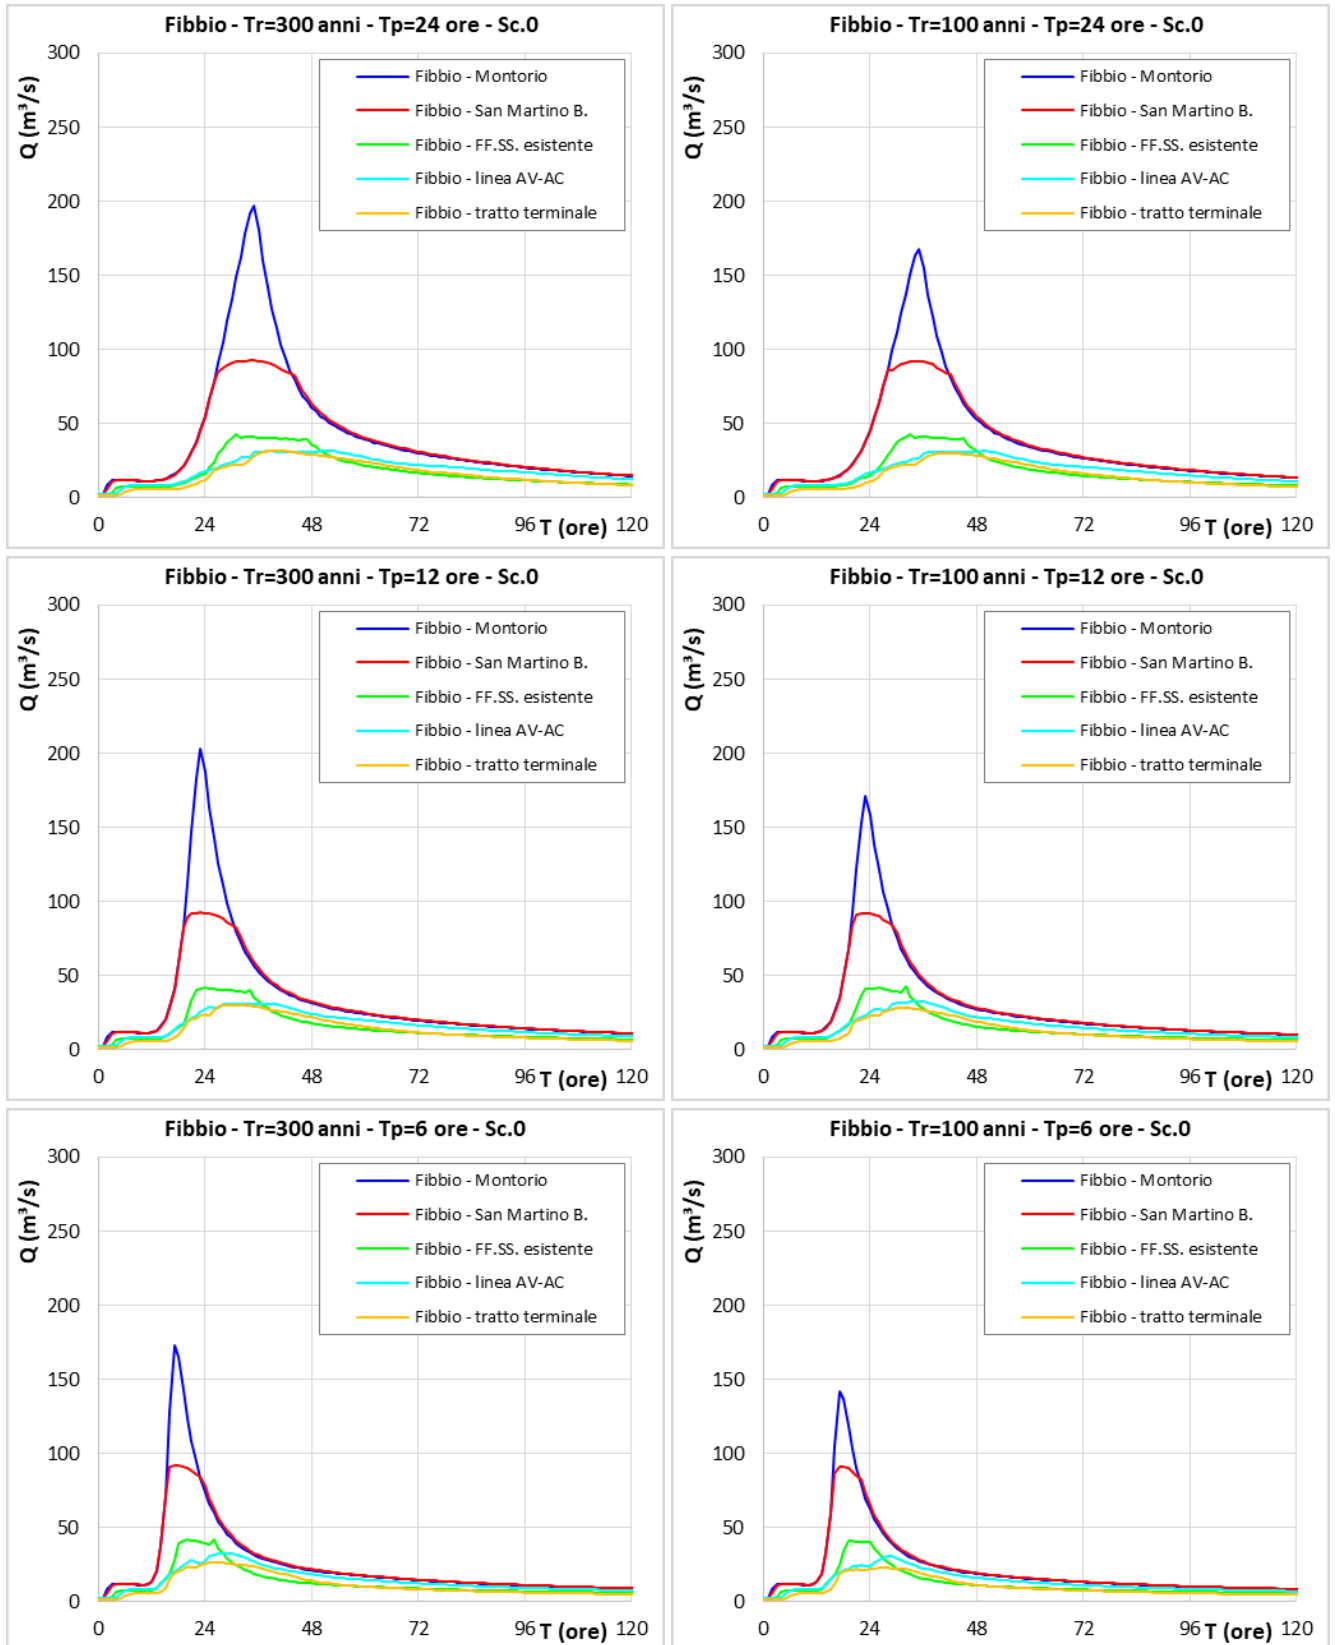 Fibbio - Tr=300 anni - Tp=24 ore - Sc.0
Q (m³/s)
300
250
200
150
100
50
0
Fibbio - Montorio
Fibbio - San Martino B.
Fibbio - FF.SS. esistente
Fibbio - linea AV-AC
Fibbio - tratto terminale
0 24 48 72 96 T (ore) 120
Fibbio - Tr=100 anni - Tp=24 ore - Sc.0
Q (m³/s)
300
250
200
150
100
50
0
Fibbio - Montorio
Fibbio - San Martino B.
Fibbio - FF.SS. esistente
Fibbio - linea AV-AC
Fibbio - tratto terminale
0 24 48 72 96 T (ore) 120
Fibbio - Tr=300 anni - Tp=12 ore - Sc.0
Q (m³/s)
300
250
200
150
100
50
0
Fibbio - Montorio
Fibbio - San Martino B.
Fibbio - FF.SS. esistente
Fibbio - linea AV-AC
Fibbio - tratto terminale
0 24 48 72 96 T (ore) 120
Fibbio - Tr=100 anni - Tp=12 ore - Sc.0
Q (m³/s)
300
250
200
150
100
50
0
Fibbio - Montorio
Fibbio - San Martino B.
Fibbio - FF.SS. esistente
Fibbio - linea AV-AC
Fibbio - tratto terminale
0 24 48 72 96 T (ore) 120
Fibbio - Tr=300 anni - Tp=6 ore - Sc.0
Q (m³/s)
300
250
200
150
100
50
0
Fibbio - Montorio
Fibbio - San Martino B.
Fibbio - FF.SS. esistente
Fibbio - linea AV-AC
Fibbio - tratto terminale
0 24 48 72 96 T (ore) 120
Fibbio - Tr=100 anni - Tp=6 ore - Sc.0
Q (m³/s)
300
250
200
150
100
50
0
Fibbio - Montorio
Fibbio - San Martino B.
Fibbio - FF.SS. esistente
Fibbio - linea AV-AC
Fibbio - tratto terminale
0 24 48 72 96 T (ore) 120